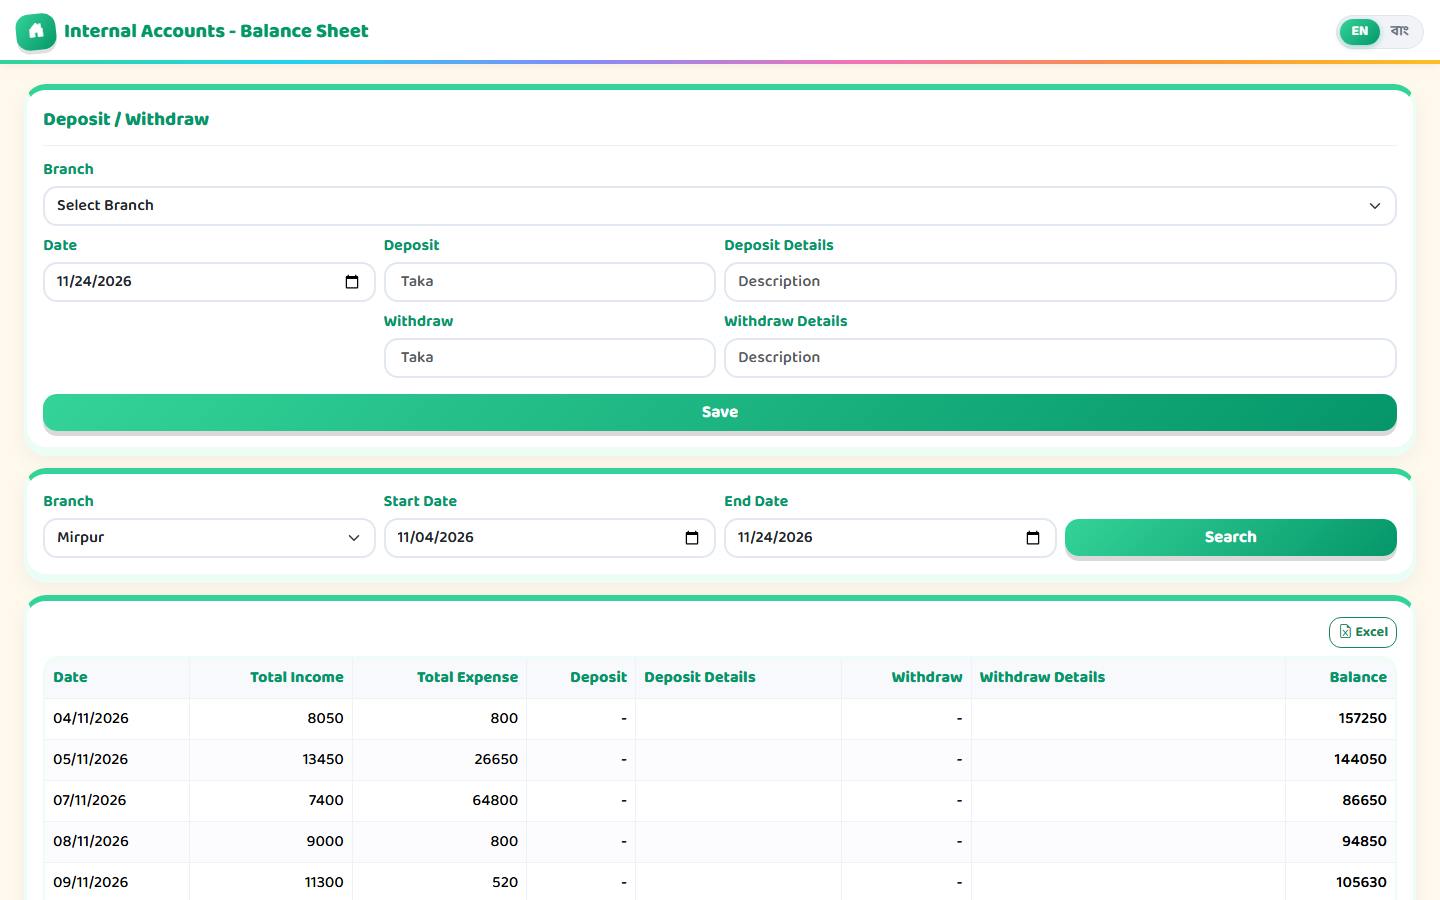 Internal Accounts - Balance Sheet
EN বাং
Deposit / Withdraw
Branch
Select Branch
Date Deposit Deposit Details
11/24/2026 Taka Description
Withdraw Withdraw Details
Taka Description
Save
Branch Start Date End Date
Mirpur 11/04/2026 11/24/2026 Search
Excel
Date Total Income Total Expense Deposit Deposit Details Withdraw Withdraw Details Balance
04/11/2026 8050 800 - - 157250
05/11/2026 13450 26650 - - 144050
07/11/2026 7400 64800 - - 86650
08/11/2026 9000 800 - - 94850
09/11/2026 11300 520 - - 105630